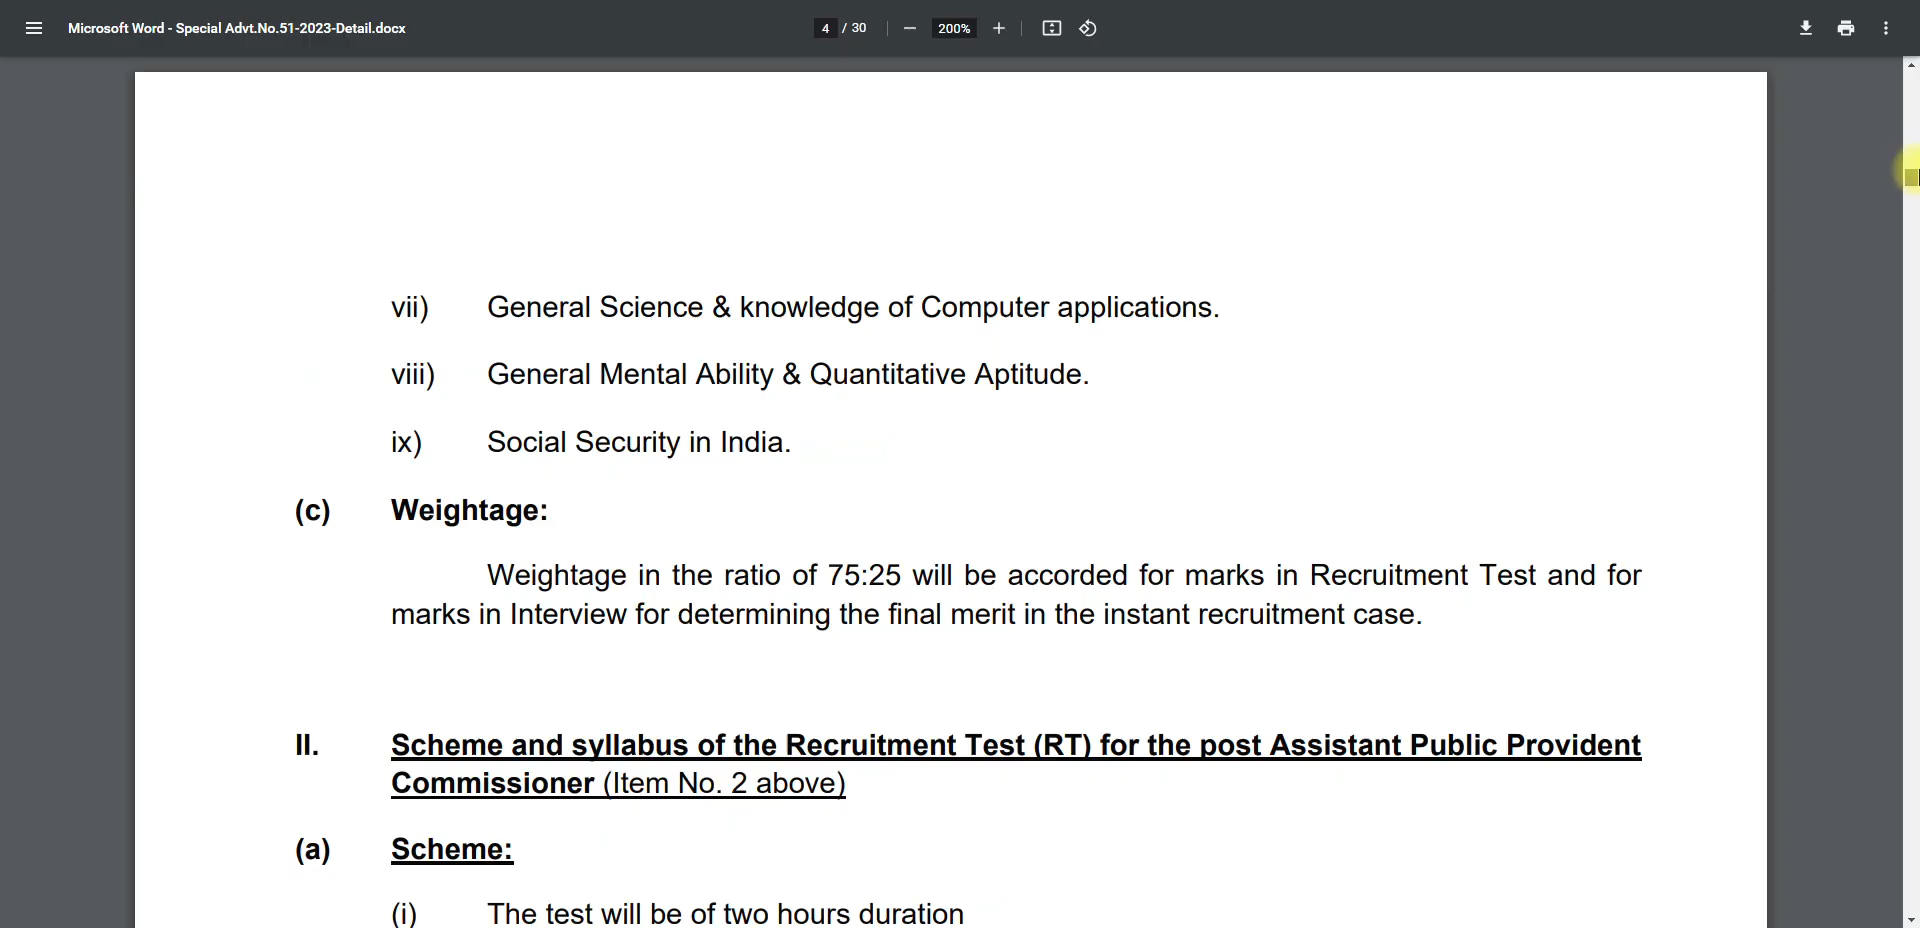 Microsoft Word - Special Advt.No.51-2023-Detail.docx
4 / 30
200%
vii) General Science & knowledge of Computer applications.
viii) General Mental Ability & Quantitative Aptitude.
ix) Social Security in India.
(c) Weightage:
Weightage in the ratio of 75:25 will be accorded for marks in Recruitment Test and for
marks in Interview for determining the final merit in the instant recruitment case.
II. Scheme and syllabus of the Recruitment Test (RT) for the post Assistant Public Provident
Commissioner (Item No. 2 above)
(a) Scheme:
(i) The test will be of two hours duration